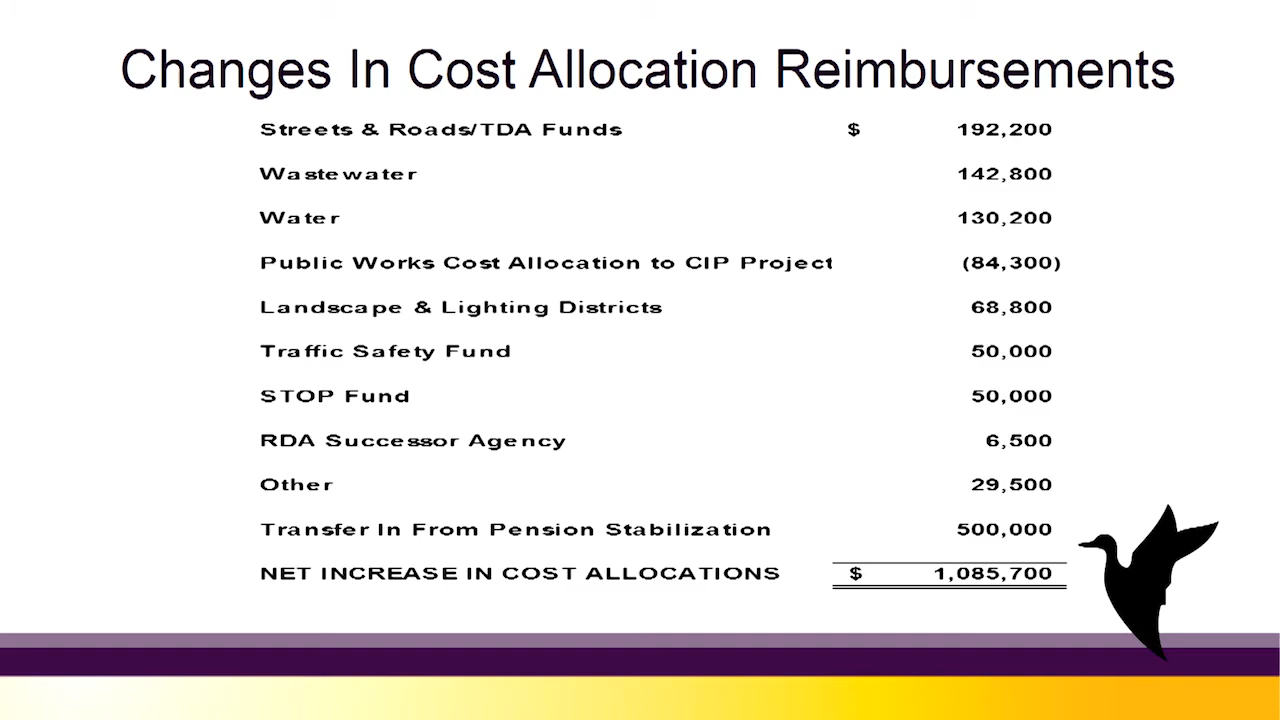 Changes In Cost Allocation Reimbursements
Streets & Roads/TDA Funds $ 192,200
Wastewater 142,800
Water 130,200
Public Works Cost Allocation to CIP Project (84,300)
Landscape & Lighting Districts 68,800
Traffic Safety Fund 50,000
STOP Fund 50,000
RDA Successor Agency 6,500
Other 29,500
Transfer In From Pension Stabilization 500,000
NET INCREASE IN COST ALLOCATIONS $ 1,085,700